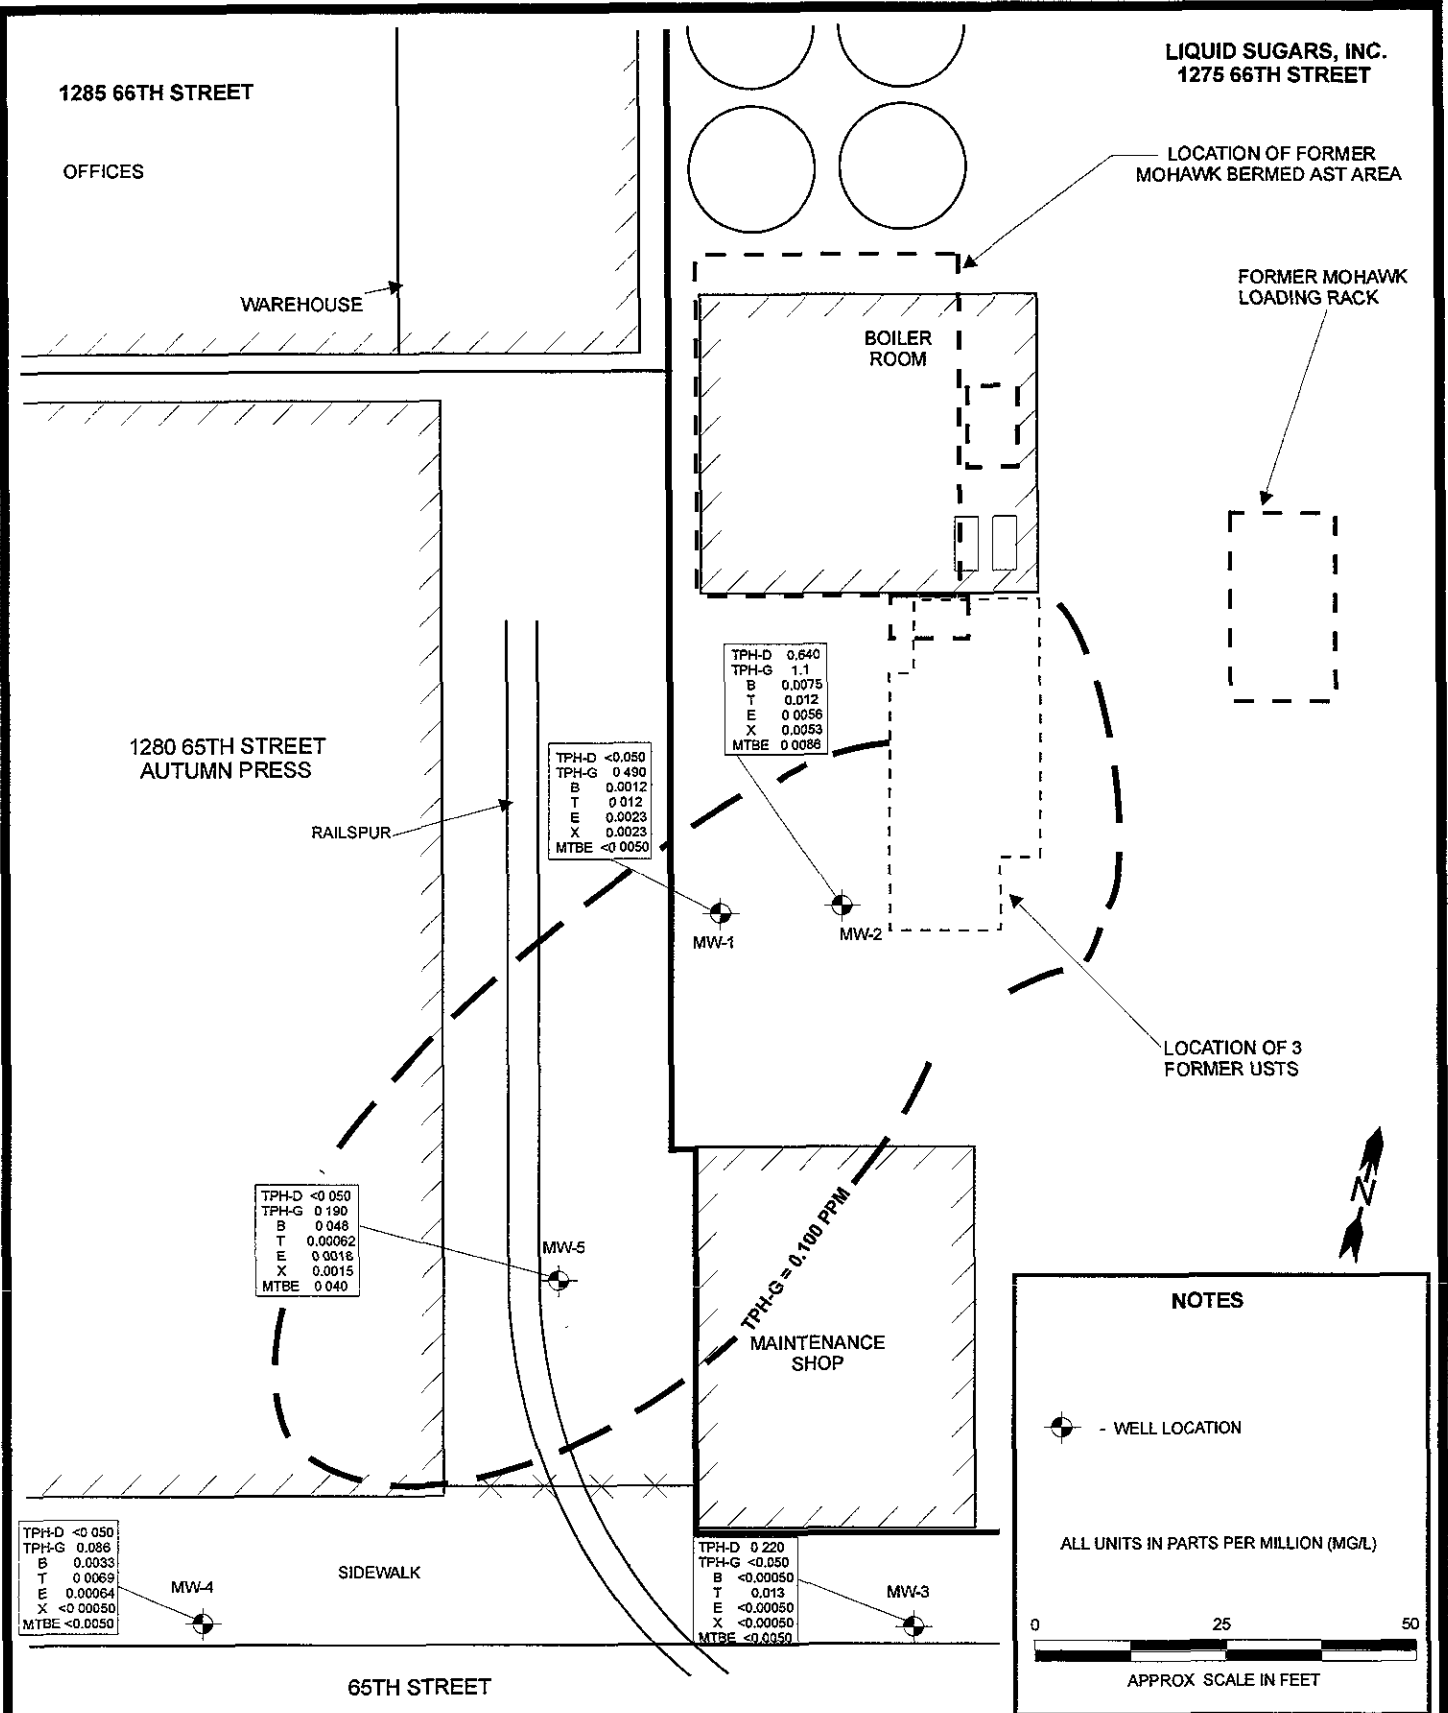 LIQUID SUGARS, INC.
1275 66TH STREET
1285 66TH STREET
OFFICES
LOCATION OF FORMER
MOHAWK BERMED AST AREA
FORMER MOHAWK
LOADING RACK
WAREHOUSE
BOILER
ROOM
TPH-D 0.640
TPH-G 1.1
B 0.0075
T 0.012
E 0 0056
X 0.0053
MTBE 0 0086
1280 65TH STREET
AUTUMN PRESS
TPH-D <0.050
TPH-G 0 490
B 0.0012
T 0 012
E 0.0023
X 0.0023
MTBE <0 0050
RAILSPUR
MW-1
MW-2
LOCATION OF 3
FORMER USTS
TPH-D <0 050
TPH-G 0 190
B 0 048
T 0.00062
E 0 0018
X 0.0015
MTBE 0 040
MW-5
TPH-G = 0.100 PPM
MAINTENANCE
SHOP
N
NOTES
- WELL LOCATION
ALL UNITS IN PARTS PER MILLION (MG/L)
0 25 50
APPROX SCALE IN FEET
TPH-D <0 050
TPH-G 0.086
B 0.0033
T 0 0069
E 0.00064
X <0 00050
MTBE <0.0050
MW-4
SIDEWALK
TPH-D 0 220
TPH-G <0.050
B <0.00050
T 0.013
E <0.00050
X <0.00050
MTBE <0.0050
MW-3
65TH STREET